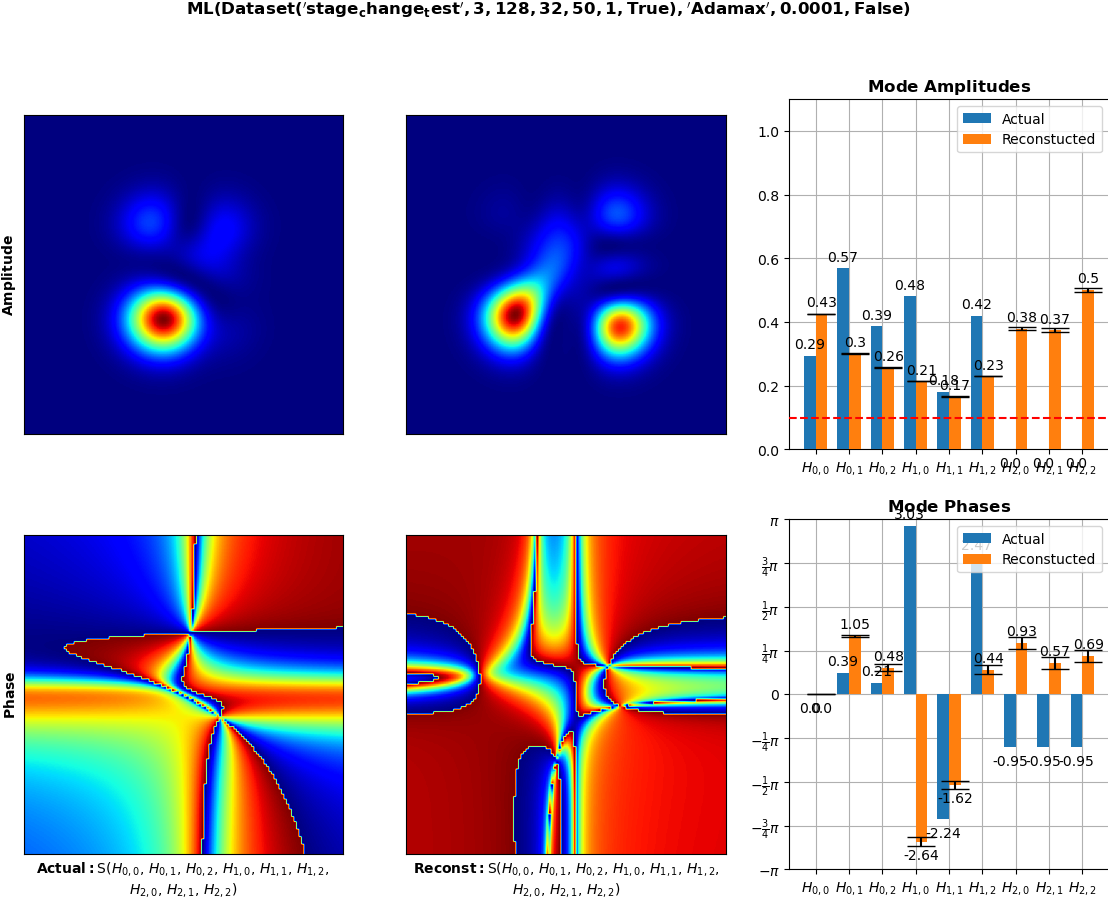 ML(Dataset('stage_change_test', 3, 128, 32, 50, 1, True), 'Adamax', 0.0001, False)
Amplitude
Mode Amplitudes
Actual
Reconstucted
1.0
0.8
0.6
0.4
0.2
0.0
0.29
0.43
0.57
0.3
0.39
0.26
0.48
0.21
0.18
0.17
0.42
0.23
0.38
0.37
0.5
0.0 0.0 0.0
H0,0 H0,1 H0,2 H1,0 H1,1 H1,2 H2,0 H2,1 H2,2
Phase
Mode Phases
Actual
Reconstucted
π
3/4π
1/2π
1/4π
0
−1/4π
−1/2π
−3/4π
−π
0.0
0.0
0.39
1.05
0.21
0.48
3.03
-2.64
-2.24
-1.62
2.47
0.44
-0.95
0.93
-0.95
0.57
-0.95
0.69
H0,0 H0,1 H0,2 H1,0 H1,1 H1,2 H2,0 H2,1 H2,2
Actual: S(H0,0, H0,1, H0,2, H1,0, H1,1, H1,2,
H2,0, H2,1, H2,2)
Reconst: S(H0,0, H0,1, H0,2, H1,0, H1,1, H1,2,
H2,0, H2,1, H2,2)